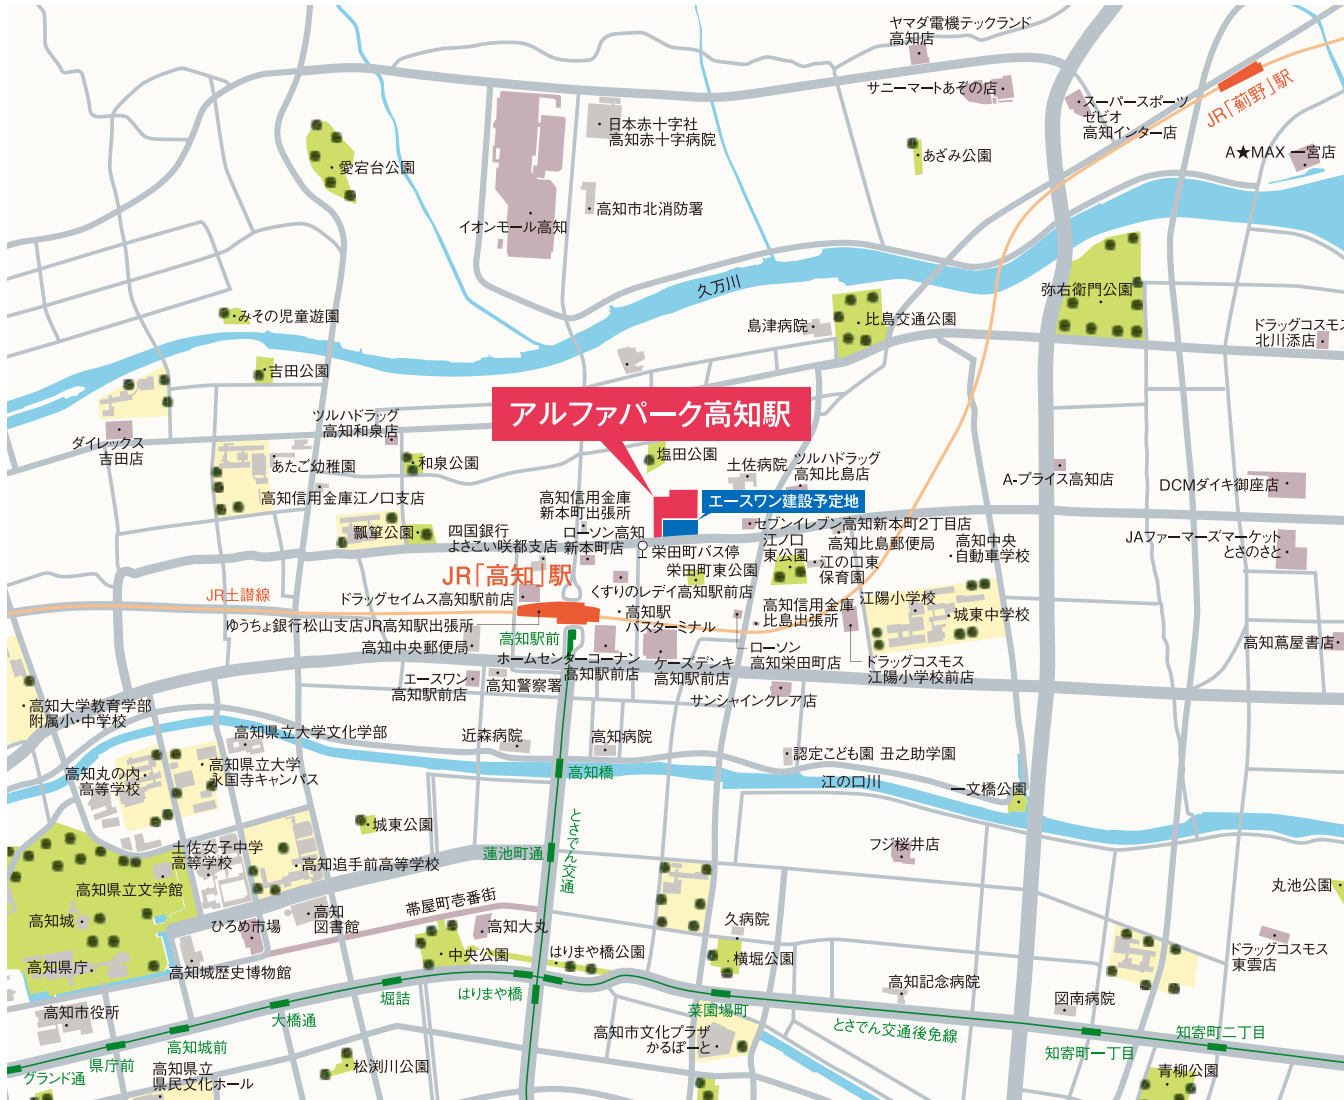 ヤマダ電機テックランド
高知店
サニーマートあぞの店
スーパースポーツ
ゼビオ
高知インター店
JR「薊野」駅
A★MAX 一宮店
日本赤十字社
高知赤十字病院
あざみ公園
愛宕台公園
高知市北消防署
イオンモール高知
久万川
弥右衛門公園
みその児童遊園
島津病院
比島交通公園
ドラッグコスモス
北川添店
吉田公園
アルファパーク高知駅
ツルハドラッグ
高知和泉店
ダイレックス
吉田店
塩田公園
土佐病院
ツルハドラッグ
高知比島店
あたご幼稚園
和泉公園
A-プライス高知店
DCMダイキ御座店
高知信用金庫江ノ口支店
高知信用金庫
新本町出張所
エースワン建設予定地
瓢箪公園
四国銀行
よさこい咲都支店
ローソン高知
新本町店
セブンイレブン高知新本町2丁目店
高知比島郵便局
江ノ口
東公園
高知中央
自動車学校
JAファーマーズマーケット
とさのさと
栄田町バス停
栄田町東公園
江の口東
保育園
JR「高知」駅
くすりのレデイ高知駅前店
JR土讃線
ドラッグセイムス高知駅前店
高知駅
バスターミナル
高知信用金庫
比島出張所
江陽小学校
城東中学校
ゆうちょ銀行松山支店JR高知駅出張所
高知駅前
高知中央郵便局
ホームセンターコーナン
高知駅前店
ケーズデンキ
高知駅前店
ローソン
高知栄田町店
ドラッグコスモス
江陽小学校前店
高知蔦屋書店
エースワン
高知駅前店
高知警察署
サンシャインクレア店
高知大学教育学部
附属小・中学校
高知県立大学文化学部
近森病院
高知病院
認定こども園 丑之助学園
高知丸の内
高等学校
高知県立大学
永国寺キャンパス
高知橋
江の口川
一文橋公園
とさでん交通
城東公園
土佐女子中学
高等学校
高知追手前高等学校
蓮池町通
フジ桜井店
高知県立文学館
丸池公園
帯屋町壱番街
高知城
ひろめ市場
高知
図書館
高知大丸
久病院
中央公園
はりまや橋公園
横堀公園
ドラッグコスモス
東雲店
高知県庁
高知城歴史博物館
堀詰
はりまや橋
高知記念病院
図南病院
高知市役所
大橋通
菜園場町
高知市文化プラザ
かるぽーと
とさでん交通後免線
知寄町一丁目
知寄町二丁目
高知城前
県庁前
グランド通
高知県立
県民文化ホール
松渕川公園
青柳公園